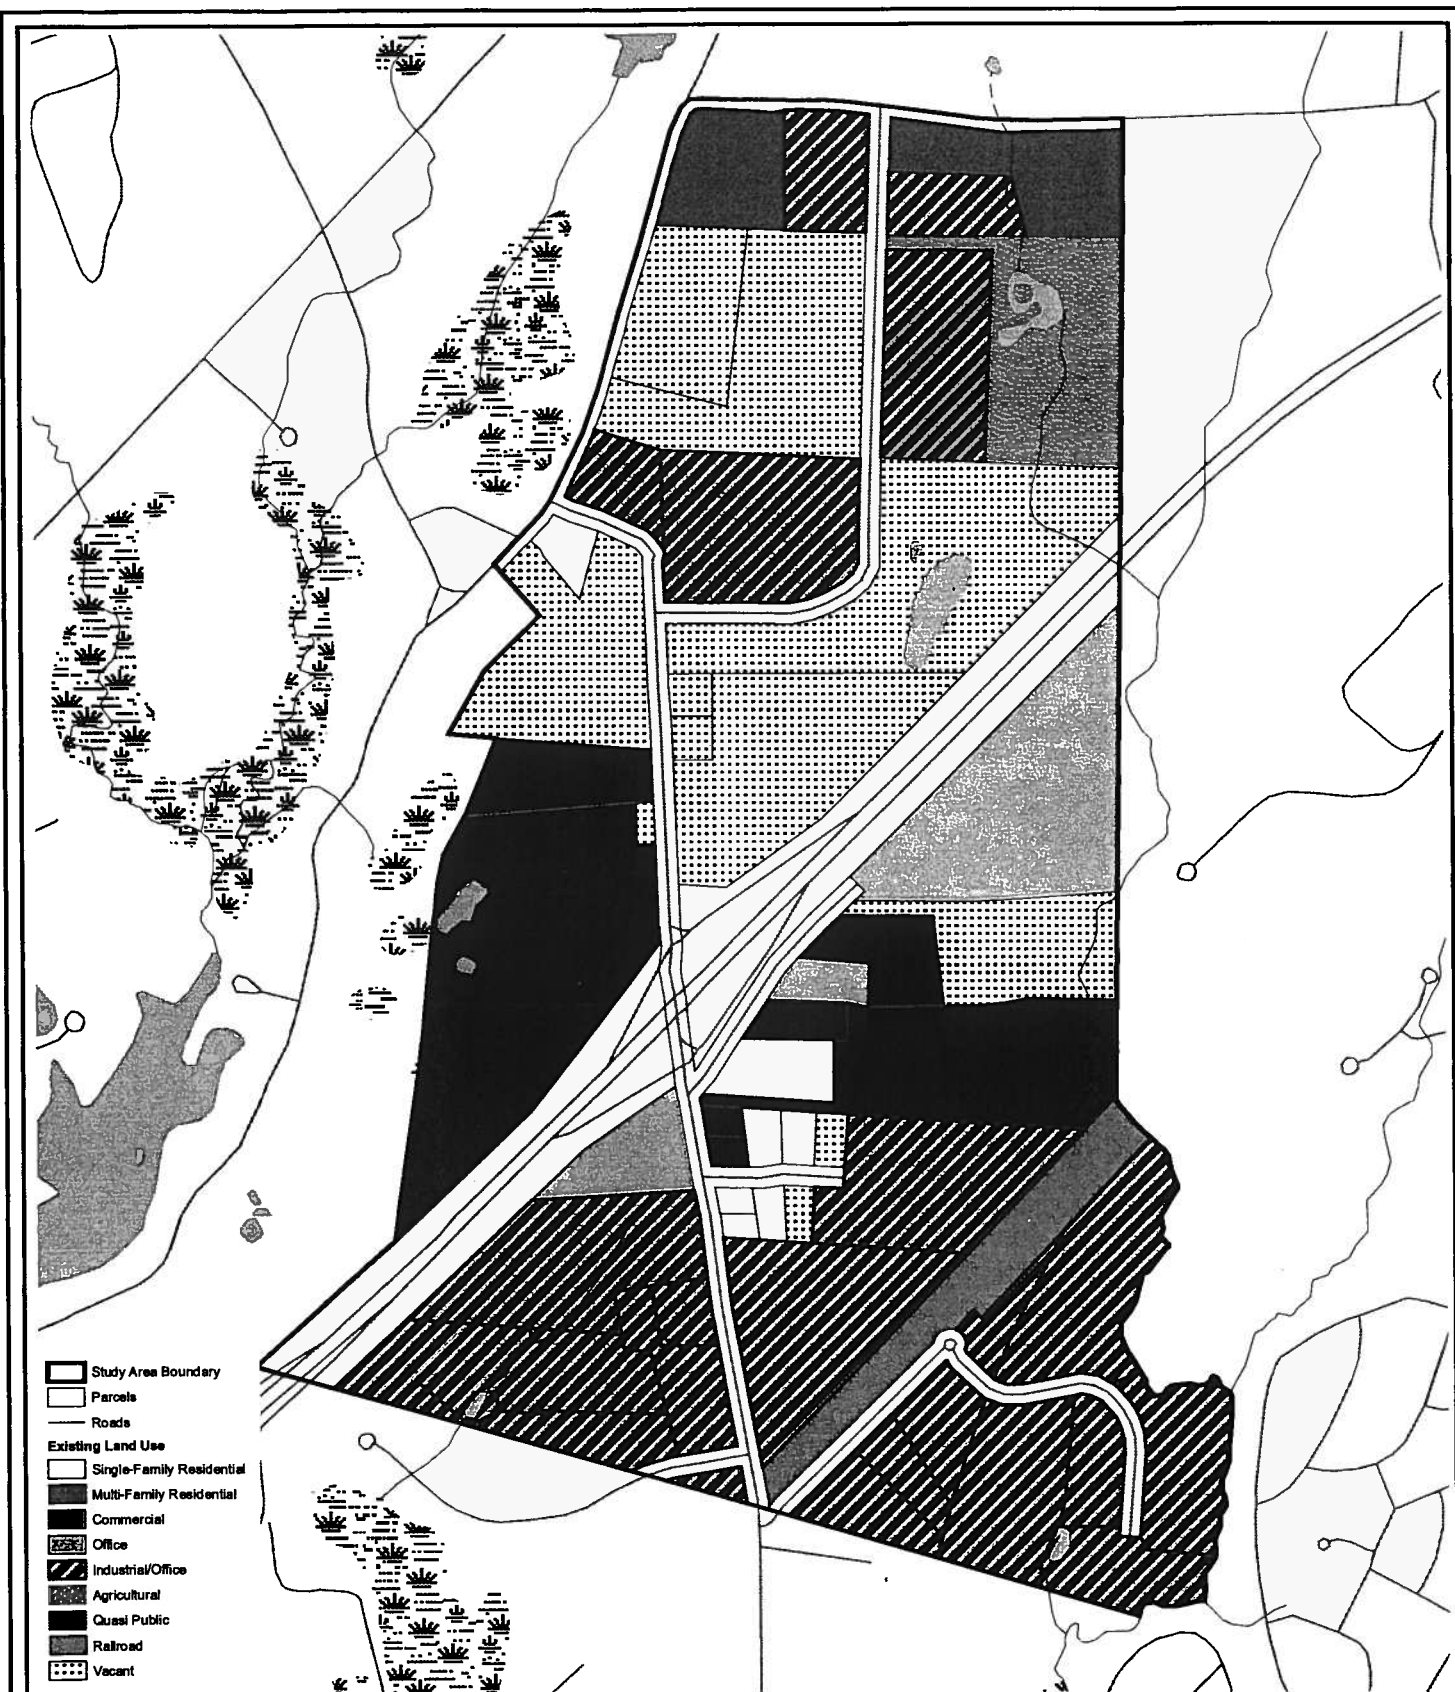 Study Area Boundary
Parcels
Roads
Existing Land Use
Single-Family Residential
Multi-Family Residential
Commercial
Office
Industrial/Office
Agricultural
Quasi Public
Railroad
Vacant